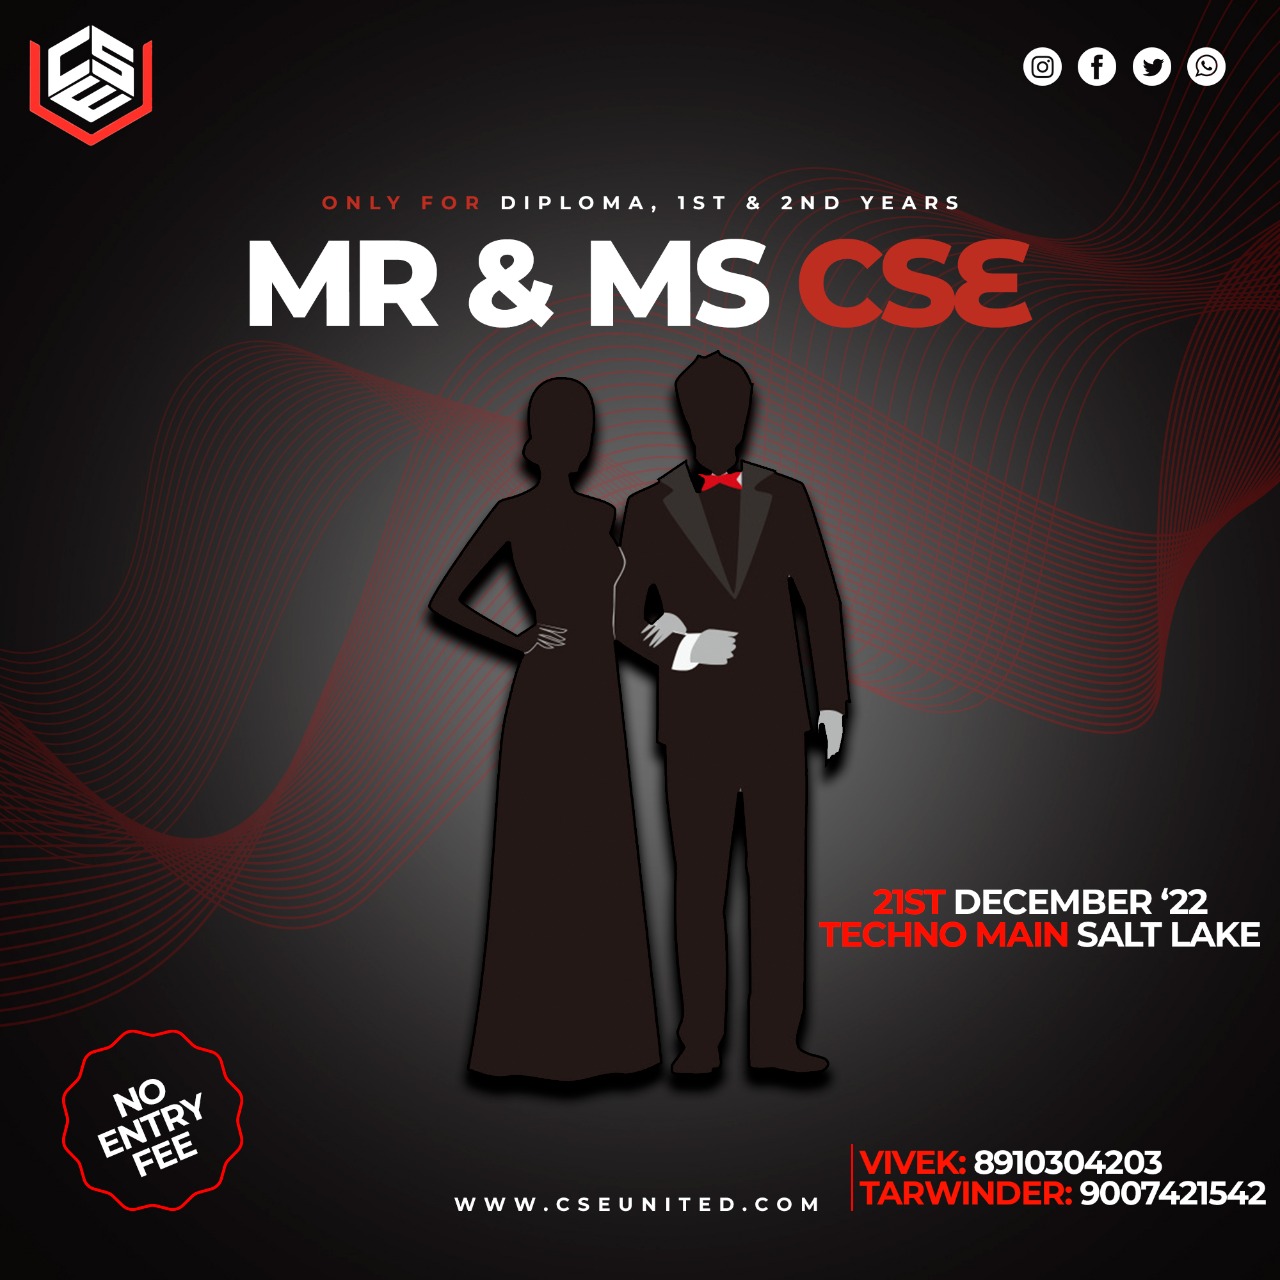 CSE
ONLY FOR DIPLOMA, 1ST & 2ND YEARS
MR & MS CSE
21ST DECEMBER ‘22
TECHNO MAIN SALT LAKE
NO
ENTRY
FEE
VIVEK: 8910304203
TARWINDER: 9007421542
WWW.CSEUNITED.COM